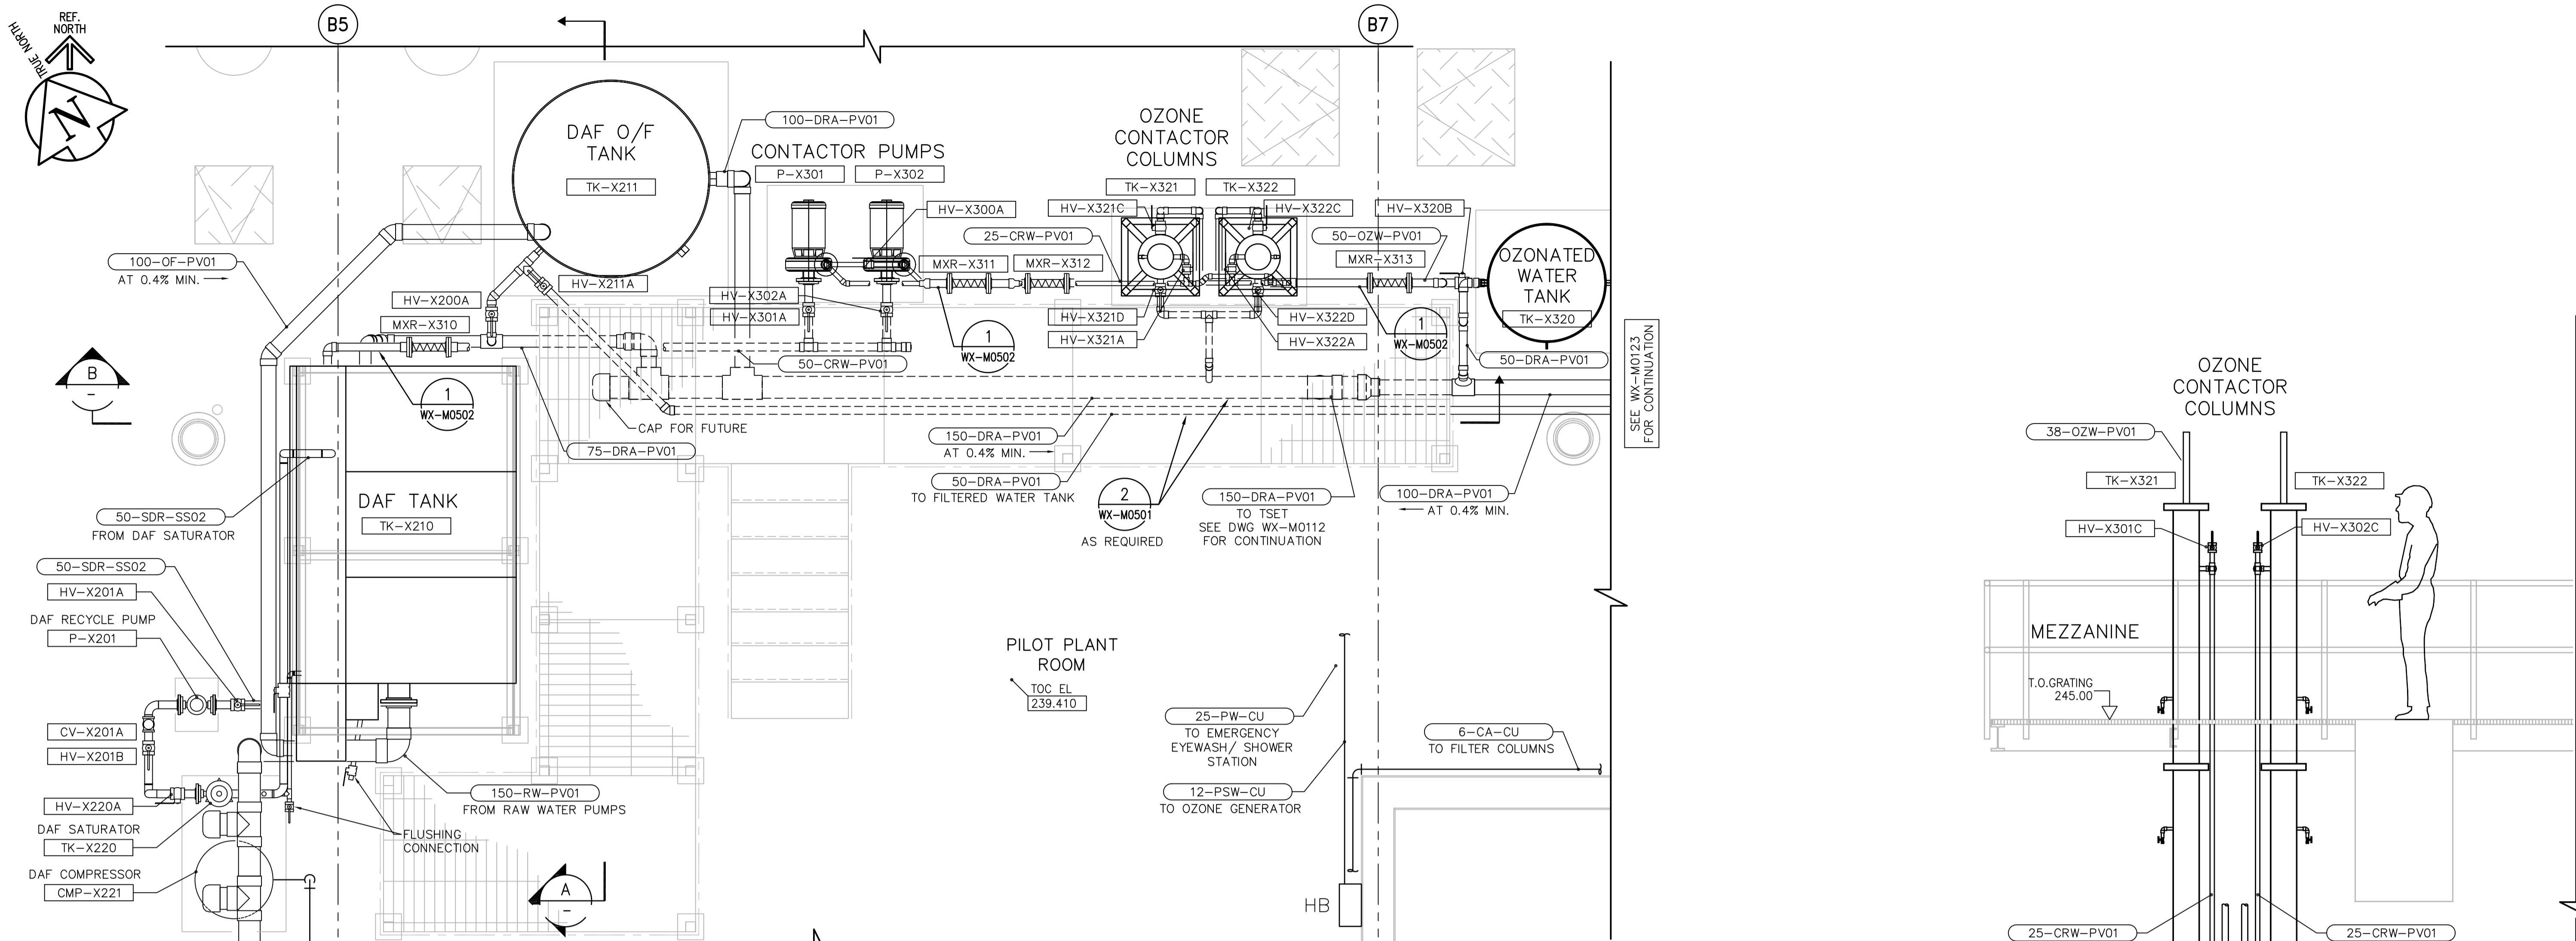 REF.
NORTH
TRUE NORTH
N
B5
B7
DAF O/F
TANK
TK-X211
100-DRA-PV01
CONTACTOR PUMPS
P-X301
P-X302
HV-X300A
OZONE
CONTACTOR
COLUMNS
TK-X321
TK-X322
HV-X321C
HV-X322C
HV-X320B
25-CRW-PV01
50-OZW-PV01
MXR-X311
MXR-X312
MXR-X313
OZONATED
WATER
TANK
TK-X320
100-OF-PV01
AT 0.4% MIN.
HV-X211A
HV-X200A
MXR-X310
HV-X302A
HV-X301A
HV-X321D
HV-X321A
HV-X322D
HV-X322A
1
WX-M0502
1
WX-M0502
1
WX-M0502
50-CRW-PV01
50-DRA-PV01
SEE WX-M0123
FOR CONTINUATION
B
-
CAP FOR FUTURE
75-DRA-PV01
150-DRA-PV01
AT 0.4% MIN.
50-DRA-PV01
TO FILTERED WATER TANK
2
WX-M0501
AS REQUIRED
150-DRA-PV01
TO TSET
SEE DWG WX-M0112
FOR CONTINUATION
100-DRA-PV01
AT 0.4% MIN.
DAF TANK
TK-X210
50-SDR-SS02
FROM DAF SATURATOR
50-SDR-SS02
HV-X201A
DAF RECYCLE PUMP
P-X201
CV-X201A
HV-X201B
HV-X220A
DAF SATURATOR
TK-X220
DAF COMPRESSOR
CMP-X221
150-RW-PV01
FROM RAW WATER PUMPS
FLUSHING
CONNECTION
A
-
PILOT PLANT
ROOM
TOC EL
239.410
25-PW-CU
TO EMERGENCY
EYEWASH/ SHOWER
STATION
12-PSW-CU
TO OZONE GENERATOR
6-CA-CU
TO FILTER COLUMNS
HB
OZONE
CONTACTOR
COLUMNS
38-OZW-PV01
TK-X321
TK-X322
HV-X301C
HV-X302C
MEZZANINE
T.O.GRATING
245.00
25-CRW-PV01
25-CRW-PV01